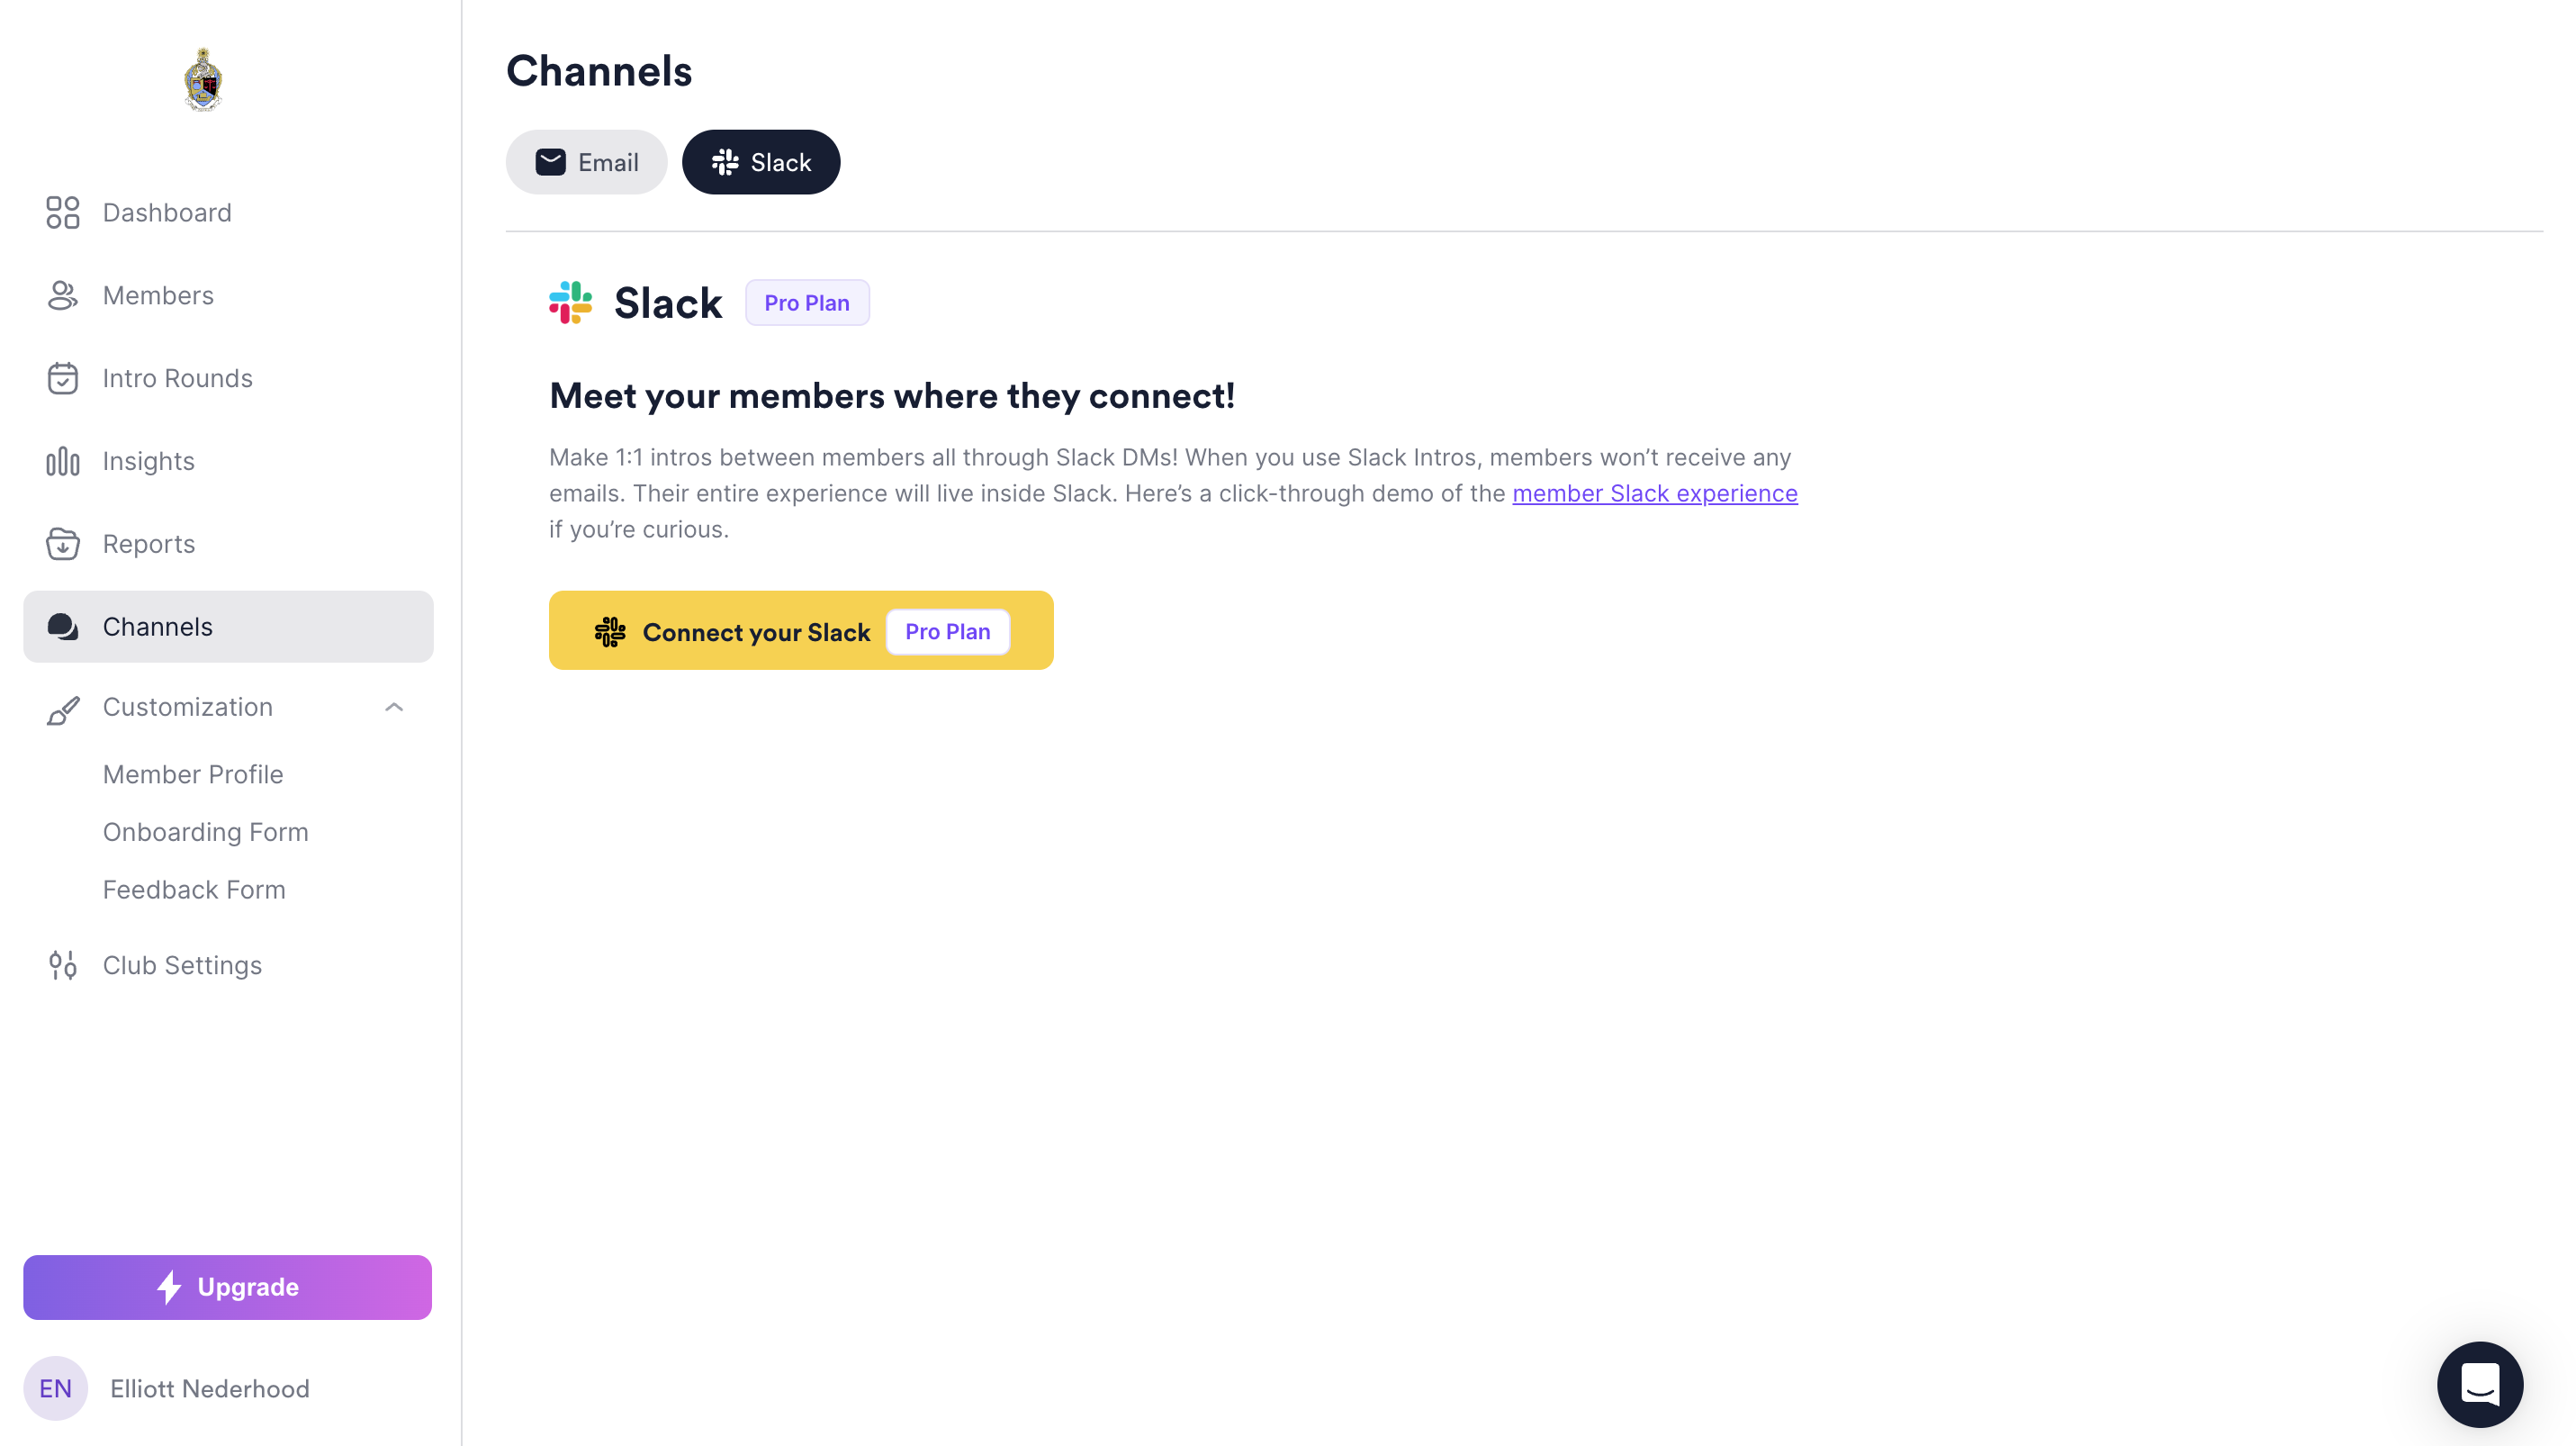 Dashboard
Members
Intro Rounds
Insights
Reports
Channels
Customization
Member Profile
Onboarding Form
Feedback Form
Club Settings
Upgrade
EN
Elliott Nederhood
Channels
Email
Slack
Slack
Pro Plan
Meet your members where they connect!
Make 1:1 intros between members all through Slack DMs! When you use Slack Intros, members won’t receive any
emails. Their entire experience will live inside Slack. Here’s a click-through demo of the member Slack experience
if you’re curious.
Connect your Slack
Pro Plan